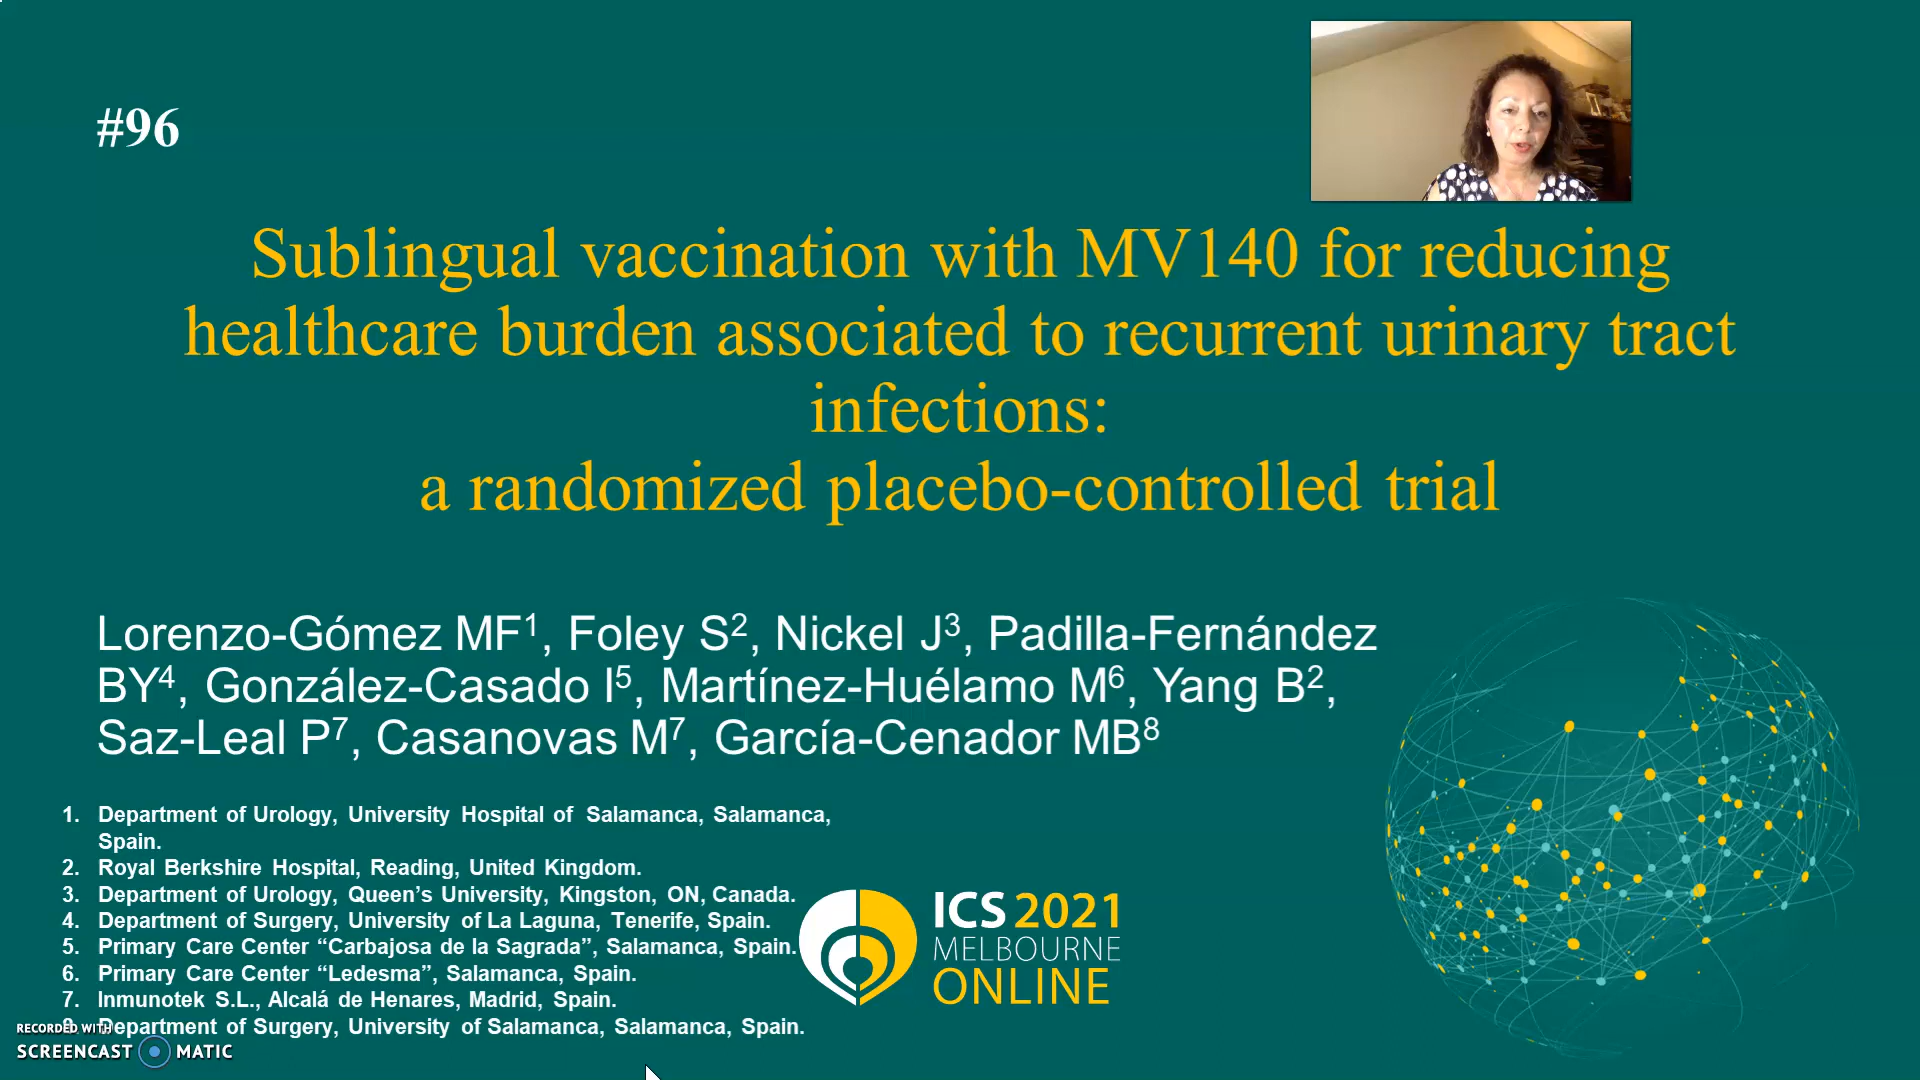 #96
Sublingual vaccination with MV140 for reducing
healthcare burden associated to recurrent urinary tract
infections:
a randomized placebo-controlled trial
Lorenzo-Gómez MF1, Foley S2, Nickel J3, Padilla-Fernández
BY4, González-Casado I5, Martínez-Huélamo M6, Yang B2,
Saz-Leal P7, Casanovas M7, García-Cenador MB8
1. Department of Urology, University Hospital of Salamanca, Salamanca,
Spain.
2. Royal Berkshire Hospital, Reading, United Kingdom.
3. Department of Urology, Queen’s University, Kingston, ON, Canada.
4. Department of Surgery, University of La Laguna, Tenerife, Spain.
5. Primary Care Center “Carbajosa de la Sagrada”, Salamanca, Spain.
6. Primary Care Center “Ledesma”, Salamanca, Spain.
7. Inmunotek S.L., Alcalá de Henares, Madrid, Spain.
8. Department of Surgery, University of Salamanca, Salamanca, Spain.
ICS 2021
MELBOURNE
ONLINE
RECORDED WITH
SCREENCAST MATIC